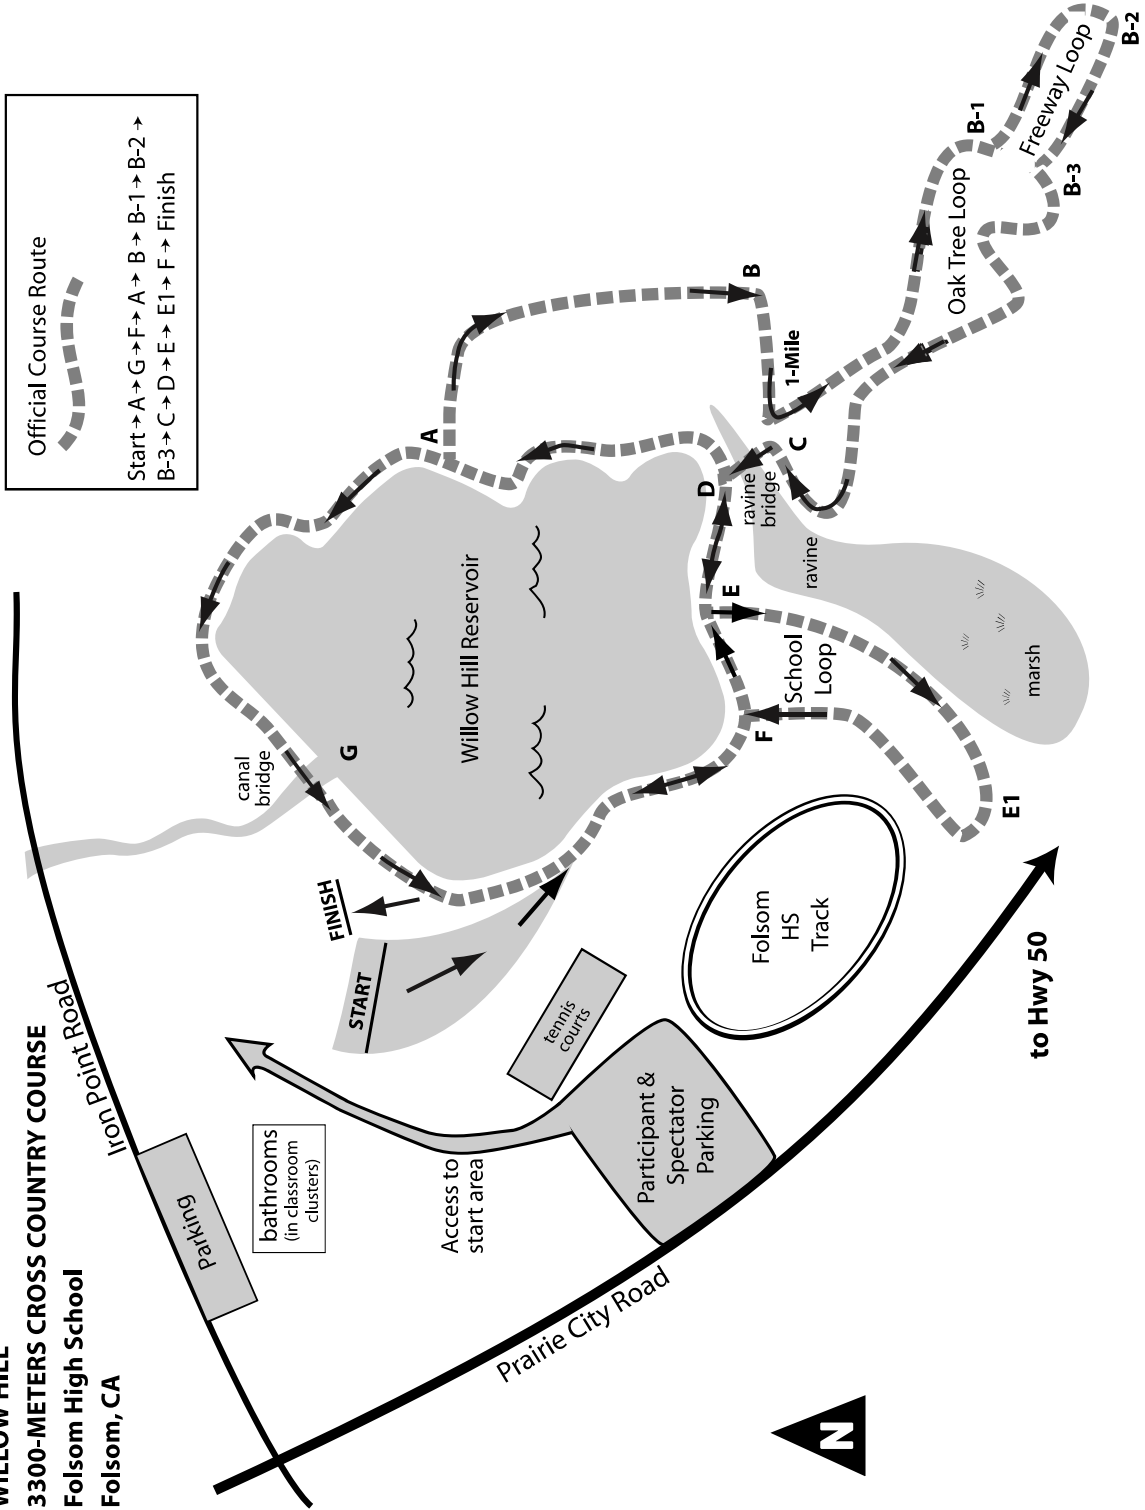 WILLOW HILL
3300-METERS CROSS COUNTRY COURSE
Folsom High School
Folsom, CA
Official Course Route
Start→A→G→F→A→ B→ B-1→B-2→
B-3→C→D→E→ E1→ F→ Finish
Iron Point Road
Parking
bathrooms
(in classroom
clusters)
Access to
start area
START
FINISH
canal
bridge
G
A
Willow Hill Reservoir
B
1-Mile
C
D
ravine
bridge
ravine
E
School
Loop
F
E1
marsh
Oak Tree Loop
B-1
Freeway Loop
B-2
B-3
tennis
courts
Folsom
HS
Track
Participant &
Spectator
Parking
Prairie City Road
to Hwy 50
N